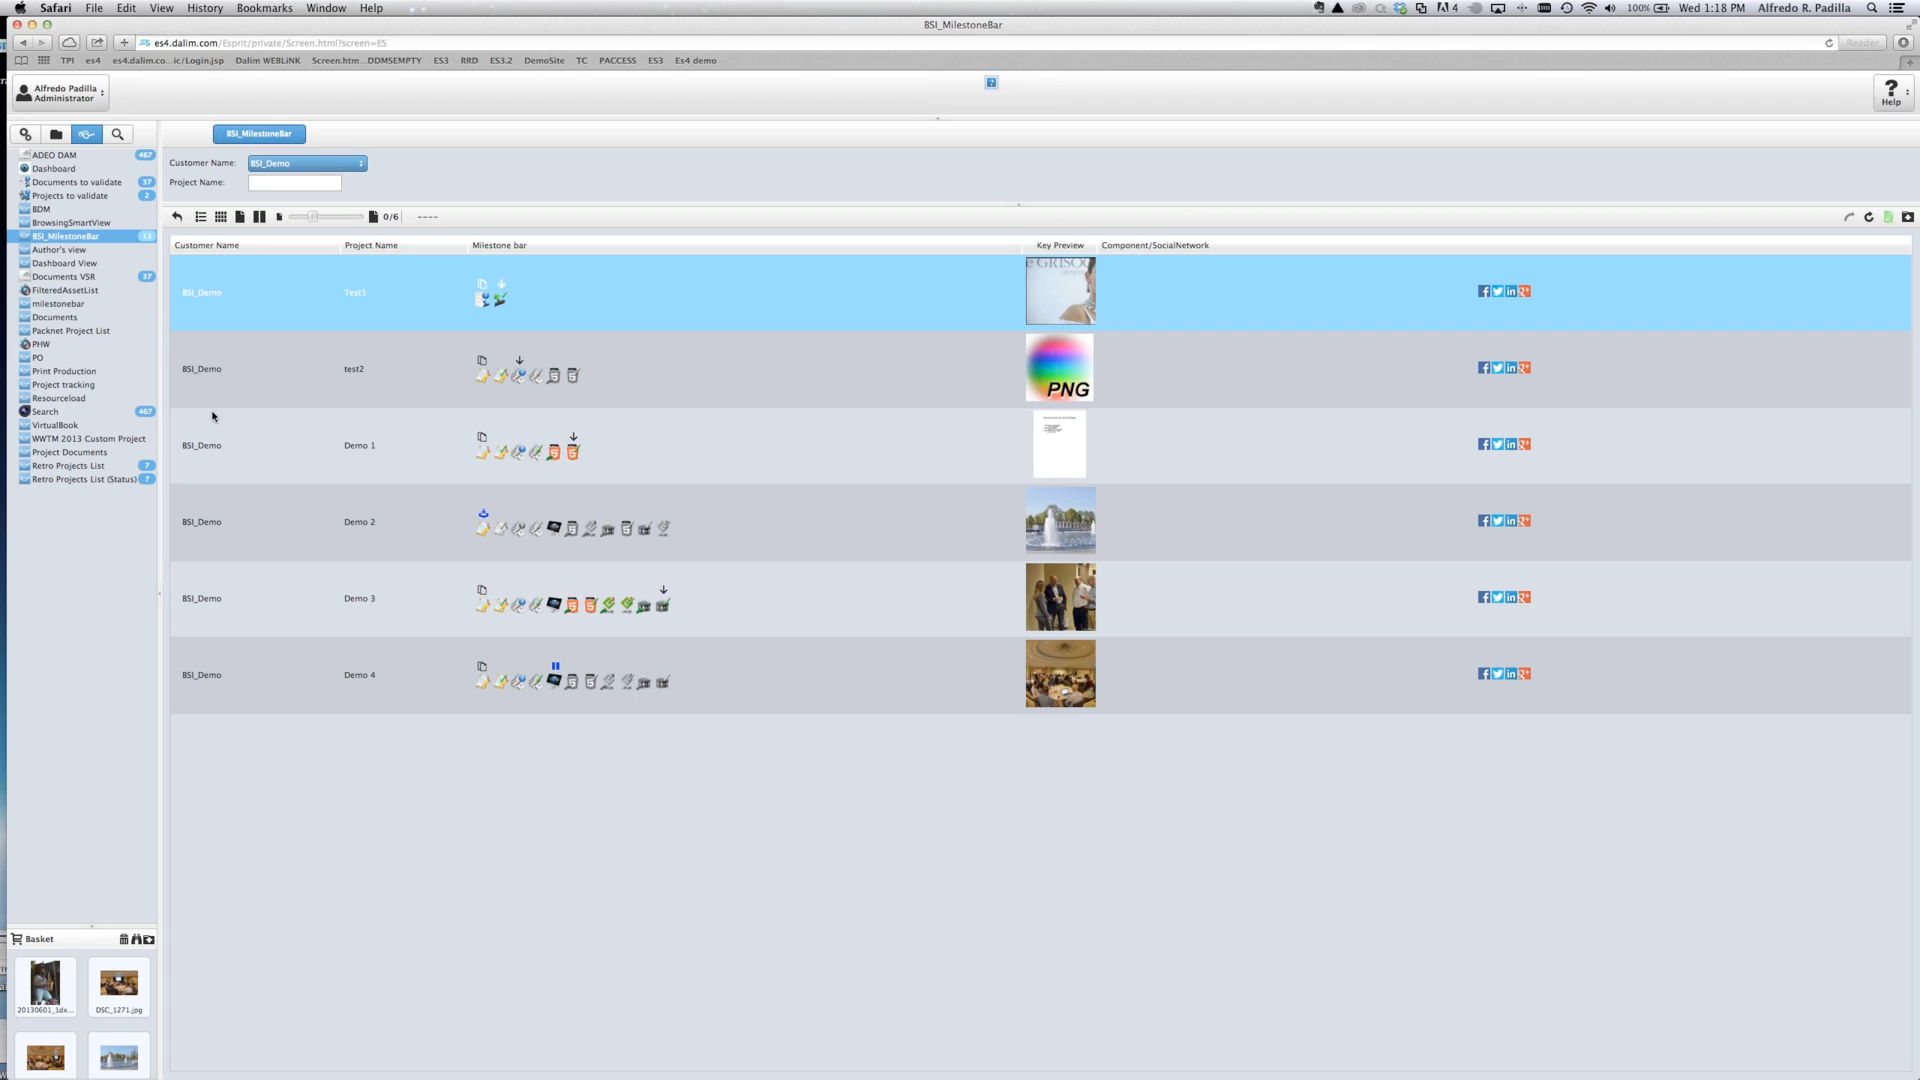 Safari File Edit View History Bookmarks Window Help 4 100% Wed 1:18 PM Alfredo R. Padilla
BSI_MilestoneBar
es4.dalim.com/Esprit/private/Screen.html?screen=ES Reader
TPI es4 es4.dalim.co...ic/Login.jsp Dalim WEBLiNK Screen.htm...DDMSEMPTY ES3 RRD ES3.2 DemoSite TC PACCESS ES3 Es4 demo
Alfredo Padilla
Administrator
?
Help
BSI_MilestoneBar
Customer Name: BSI_Demo
Project Name:
0/6 ----
ADEO DAM 467
Dashboard
Documents to validate 37
Projects to validate 2
BDM
BrowsingSmartView
BSI_MilestoneBar 13
Author's view
Dashboard View
Documents VSR 37
FilteredAssetList
milestonebar
Documents
Packnet Project List
PHW
PO
Print Production
Project tracking
Resourceload
Search 467
VirtualBook
WWTM 2013 Custom Project
Project Documents
Retro Projects List 7
Retro Projects List (Status) 7
Customer Name Project Name Milestone bar Key Preview Component/SocialNetwork
BSI_Demo Test1
BSI_Demo test2 PNG
BSI_Demo Demo 1
BSI_Demo Demo 2
BSI_Demo Demo 3
BSI_Demo Demo 4
Basket
20130601_1dx... DSC_1271.jpg